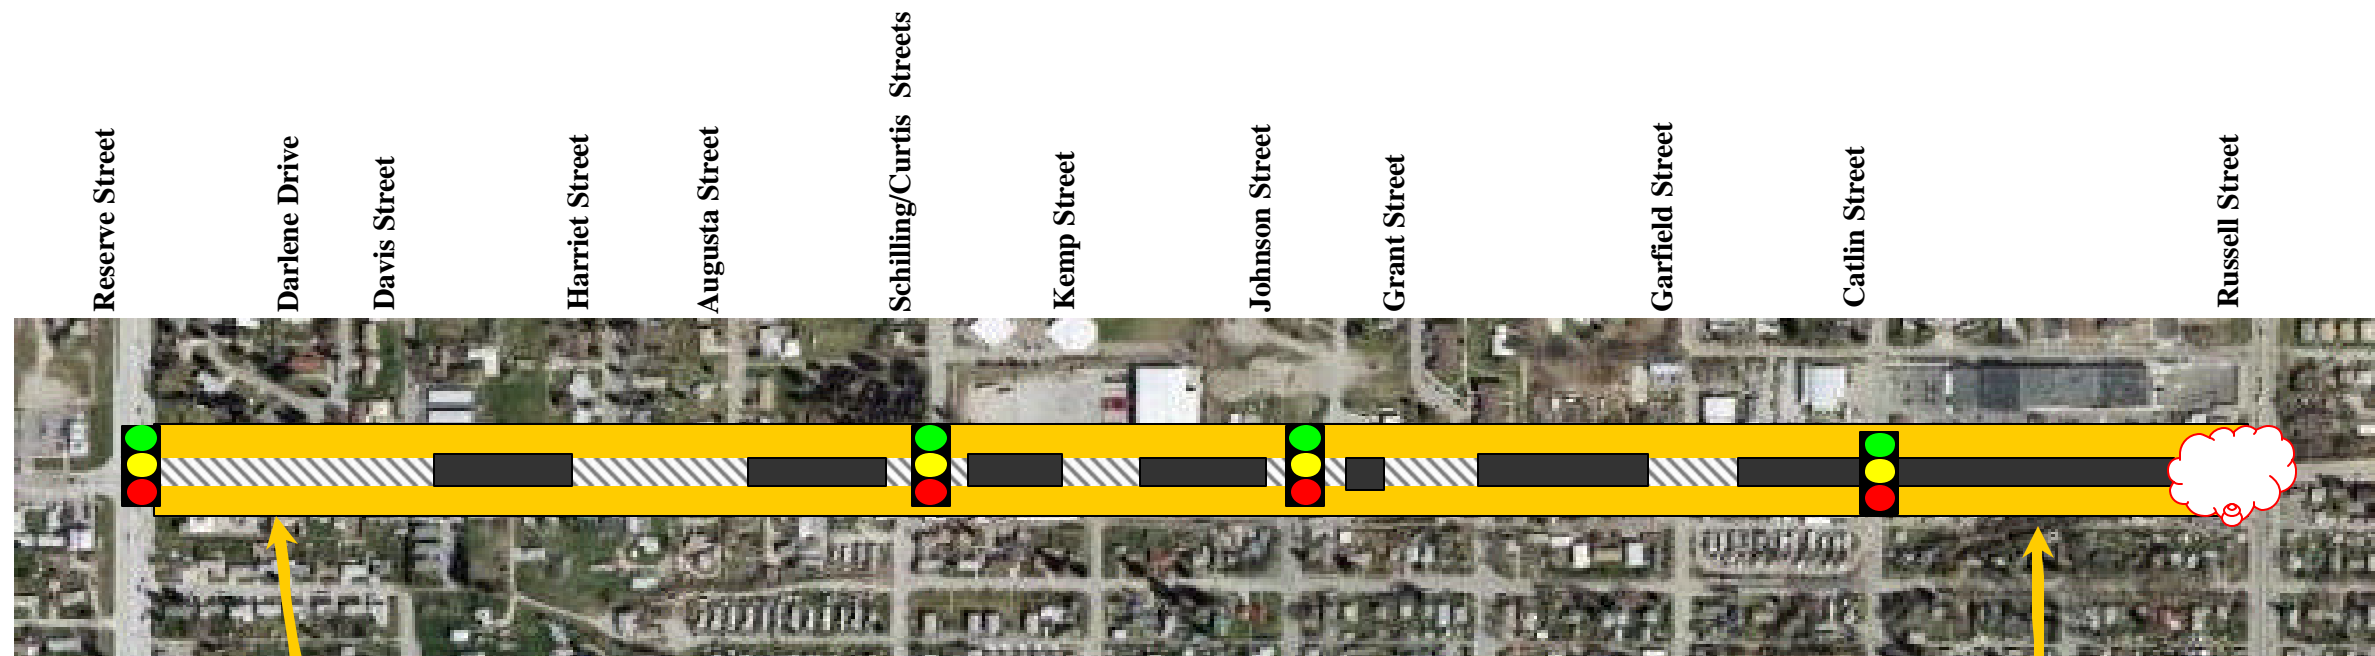 Reserve Street
Darlene Drive
Davis Street
Harriet Street
Augusta Street
Schilling/Curtis  Streets
Kemp Street
Johnson Street
Grant Street
Garfield Street
Catlin Street
Russell Street